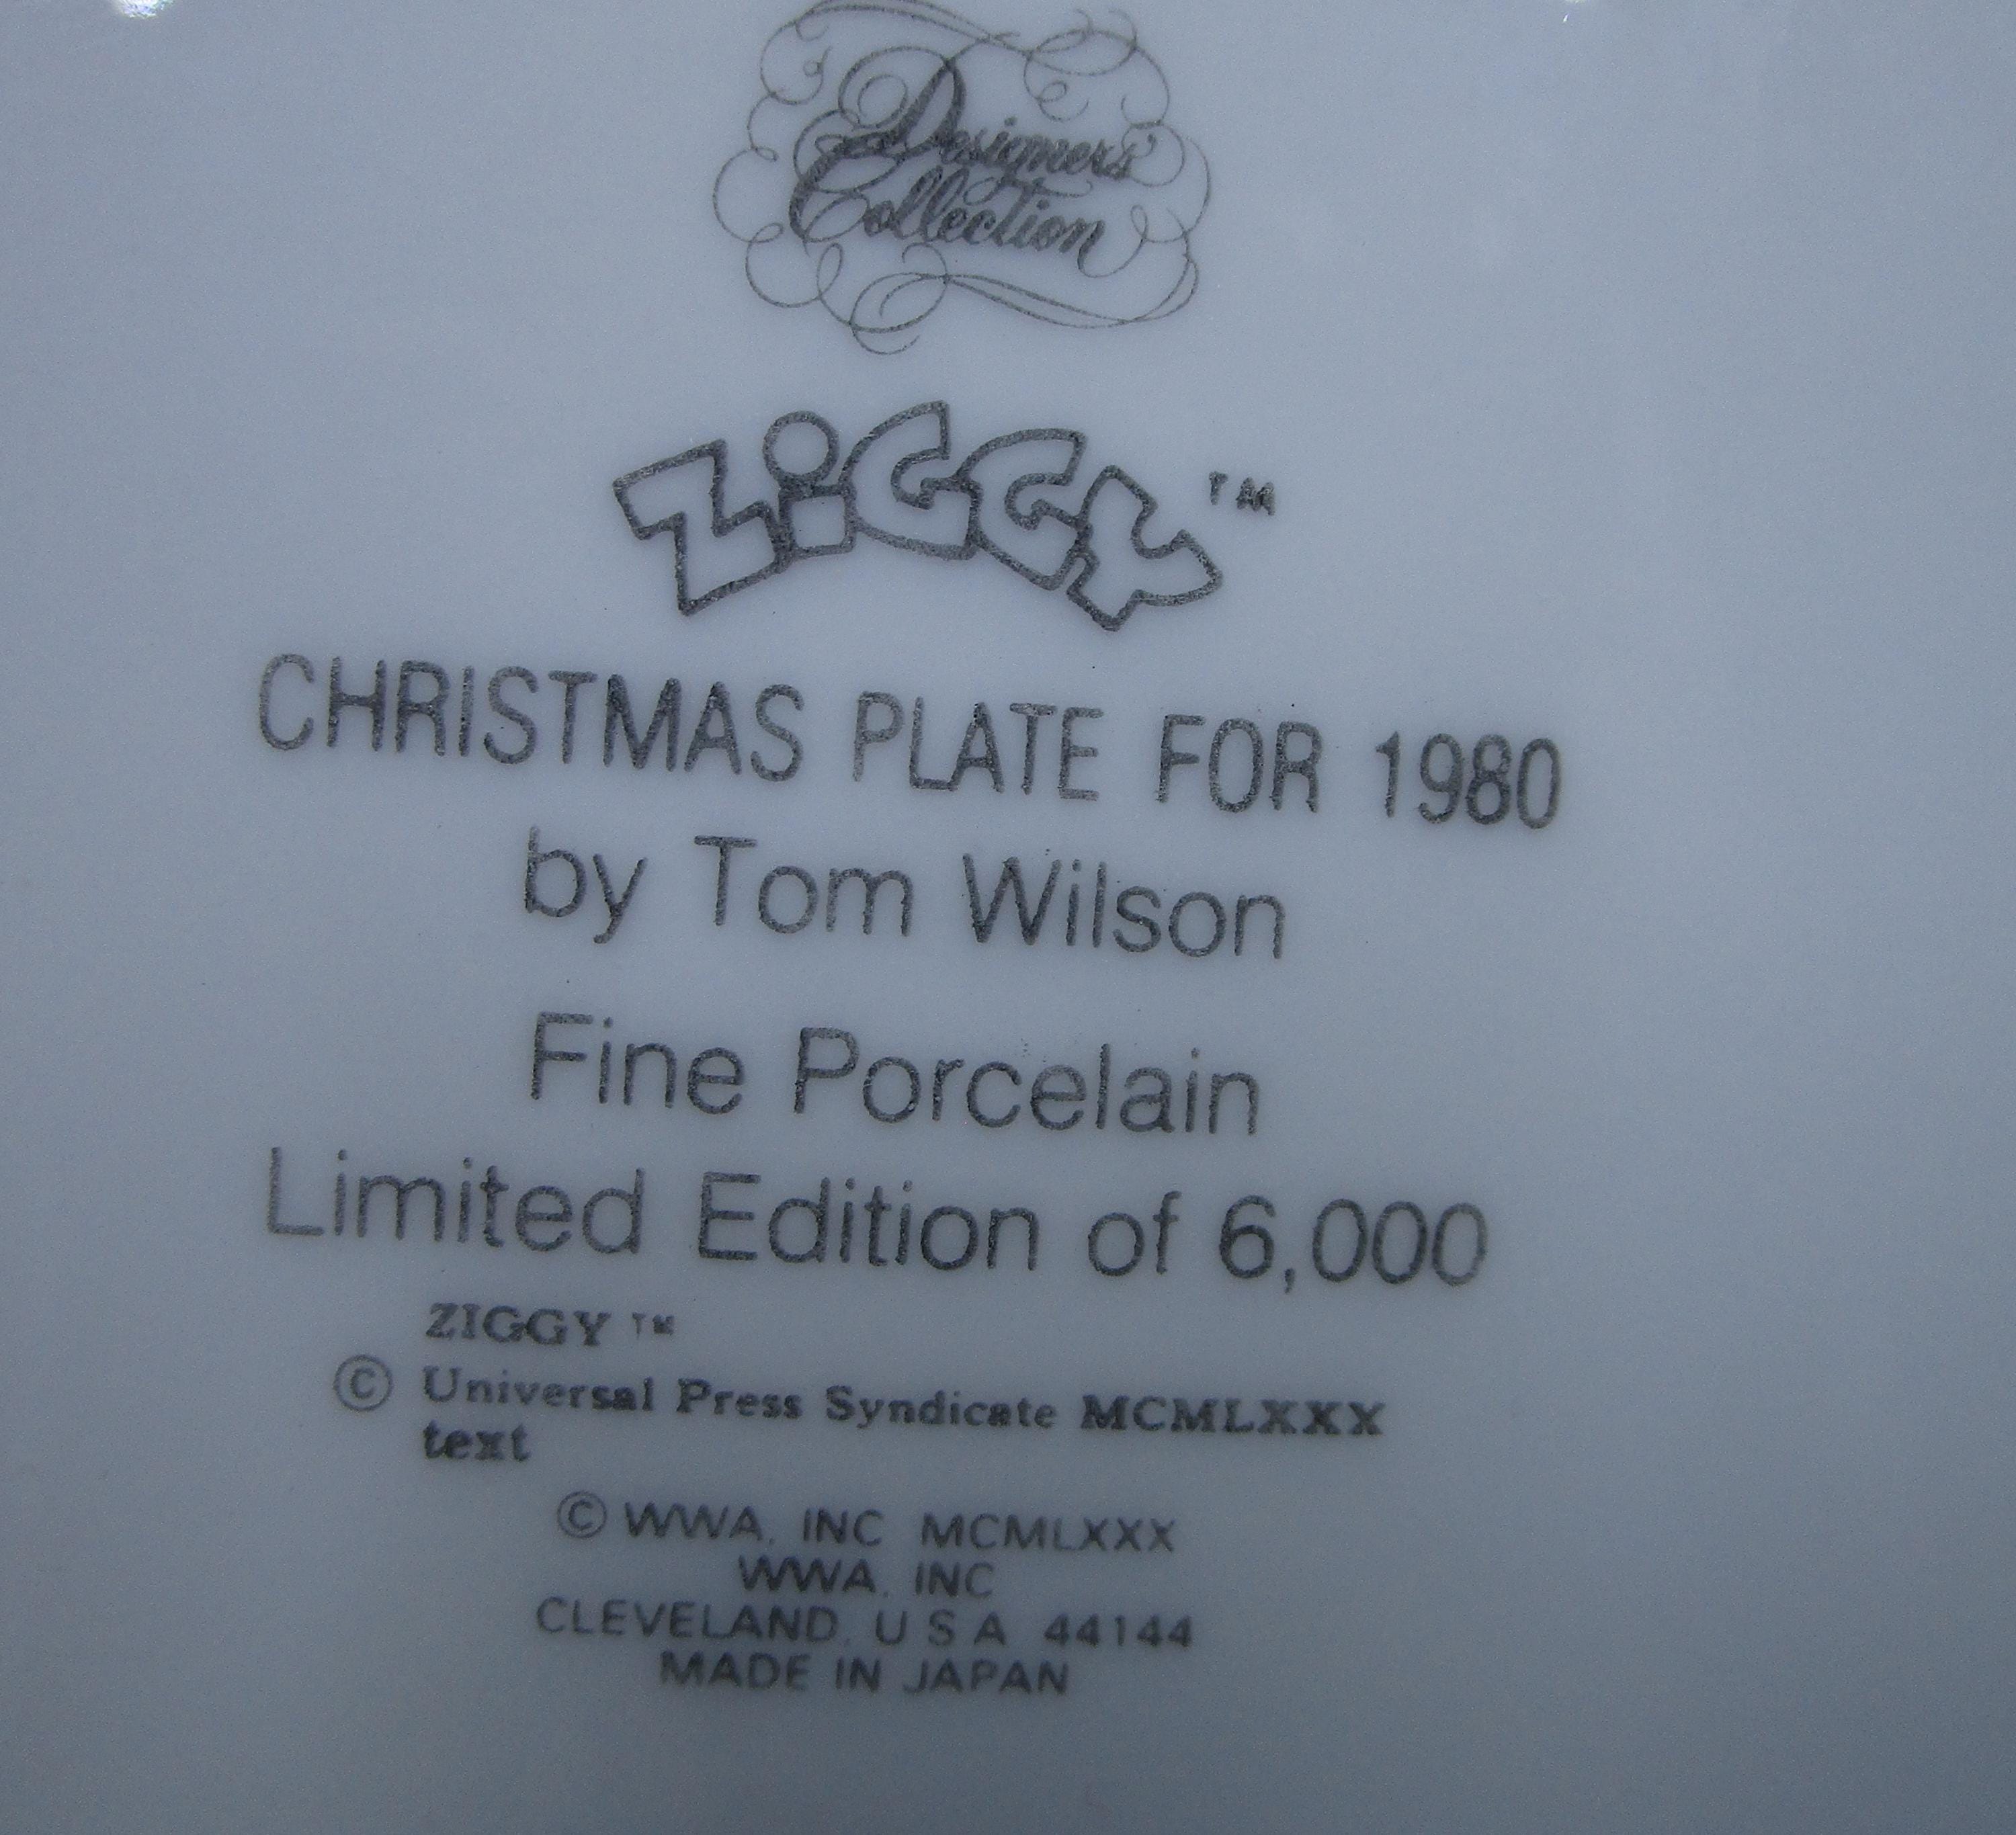 Designers'
Collection
ZiGGY™
CHRISTMAS PLATE FOR 1980
by Tom Wilson
Fine Porcelain
Limited Edition of 6,000
ZIGGY™
© Universal Press Syndicate MCMLXXX
text
© WWA, INC MCMLXXX
WWA, INC
CLEVELAND, U S A 44144
MADE IN JAPAN